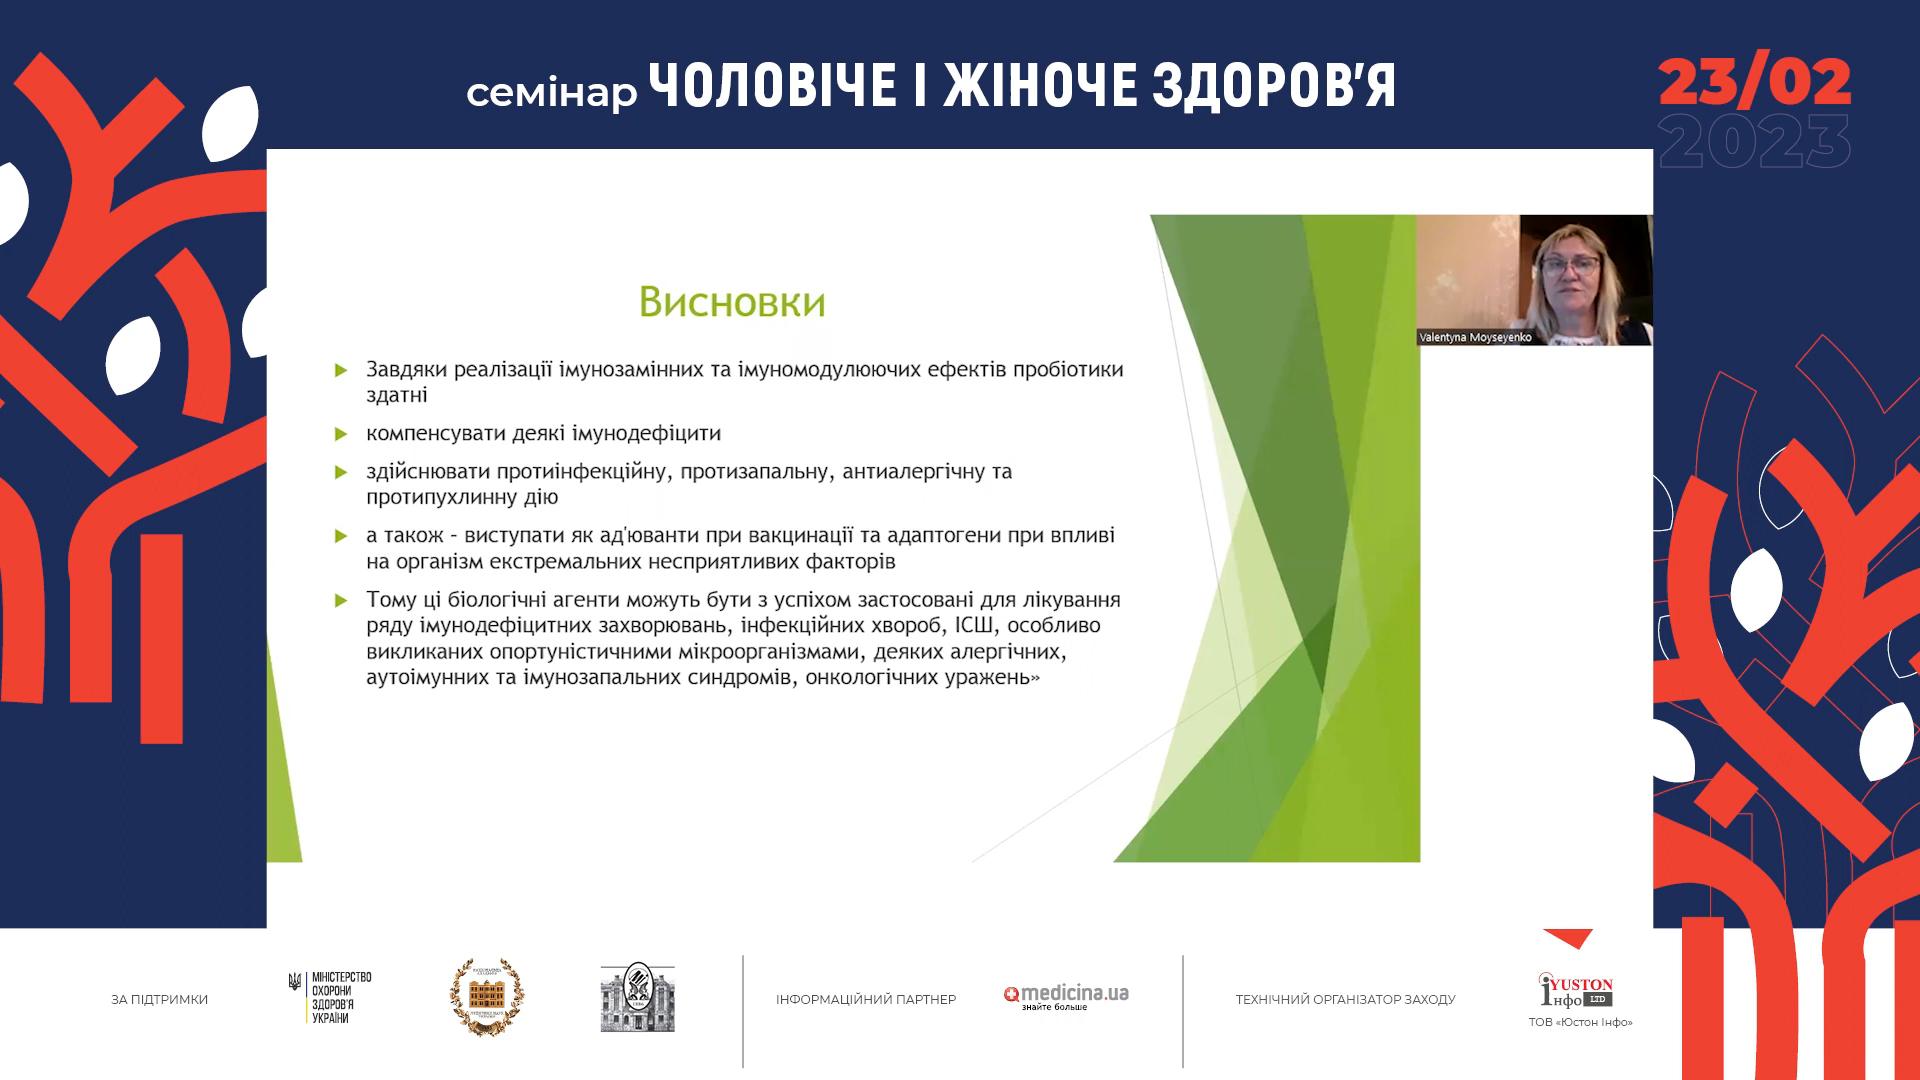 семінар ЧОЛОВІЧЕ І ЖІНОЧЕ ЗДОРОВ'Я
23/02
2023
Valentyna Moyseyenko
Висновки
Завдяки реалізації імунозамінних та імуномодулюючих ефектів пробіотики
здатні
компенсувати деякі імунодефіцити
здійснювати протиінфекційну, протизапальну, антиалергічну та
протипухлинну дію
а також – виступати як ад'юванти при вакцинації та адаптогени при впливі
на організм екстремальних несприятливих факторів
Тому ці біологічні агенти можуть бути з успіхом застосовані для лікування
ряду імунодефіцитних захворювань, інфекційних хвороб, ІСШ, особливо
викликаних опортуністичними мікроорганізмами, деяких алергічних,
аутоімунних та імунозапальних синдромів, онкологічних уражень»
ЗА ПІДТРИМКИ
МІНІСТЕРСТВО
ОХОРОНИ
ЗДОРОВ'Я
УКРАЇНИ
ІНФОРМАЦІЙНИЙ ПАРТНЕР
medicina.ua
знайте больше
ТЕХНІЧНИЙ ОРГАНІЗАТОР ЗАХОДУ
YUSTON
Інфо LTD
ТОВ «Юстон Інфо»